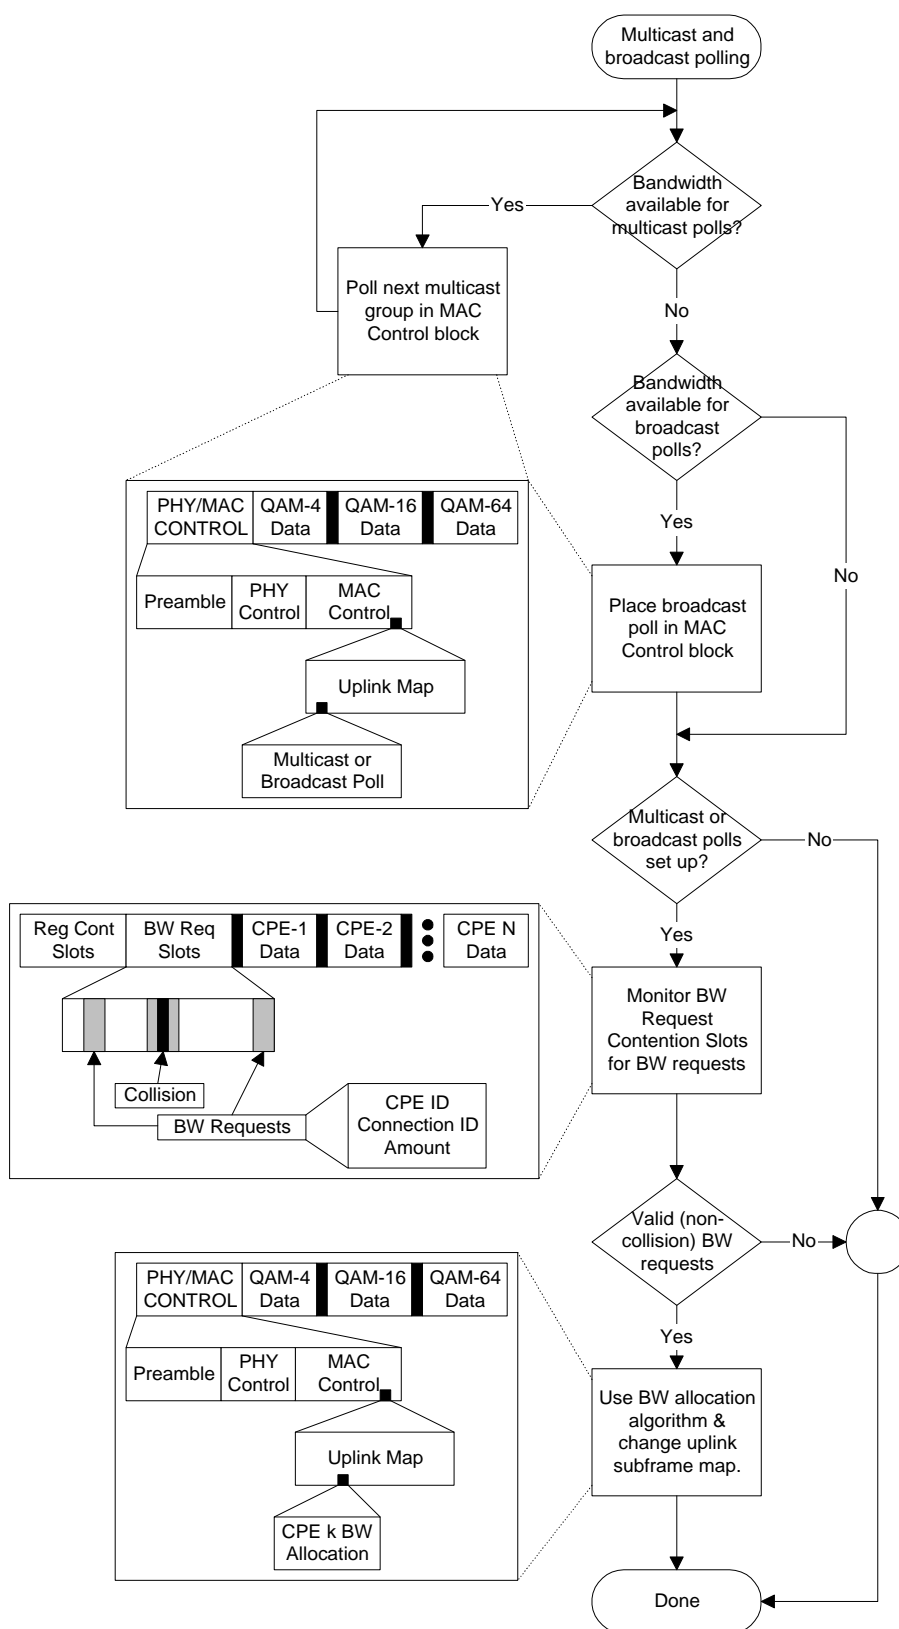 Multicast and
broadcast polling
Bandwidth
available for
multicast polls?
Yes
Poll next multicast
group in MAC
Control block
No
Bandwidth
available for
broadcast
polls?
Yes
No
PHY/MAC
CONTROL
QAM-4
Data
QAM-16
Data
QAM-64
Data
Preamble
PHY
Control
MAC
Control
Uplink Map
Multicast or
Broadcast Poll
Place broadcast
poll in MAC
Control block
Multicast or
broadcast polls
set up?
No
Yes
Reg Cont
Slots
BW Req
Slots
CPE-1
Data
CPE-2
Data
CPE N
Data
Collision
BW Requests
CPE ID
Connection ID
Amount
Monitor BW
Request
Contention Slots
for BW requests
Valid (non-
collision) BW
requests
No
Yes
PHY/MAC
CONTROL
QAM-4
Data
QAM-16
Data
QAM-64
Data
Preamble
PHY
Control
MAC
Control
Uplink Map
CPE k BW
Allocation
Use BW allocation
algorithm &
change uplink
subframe map.
Done